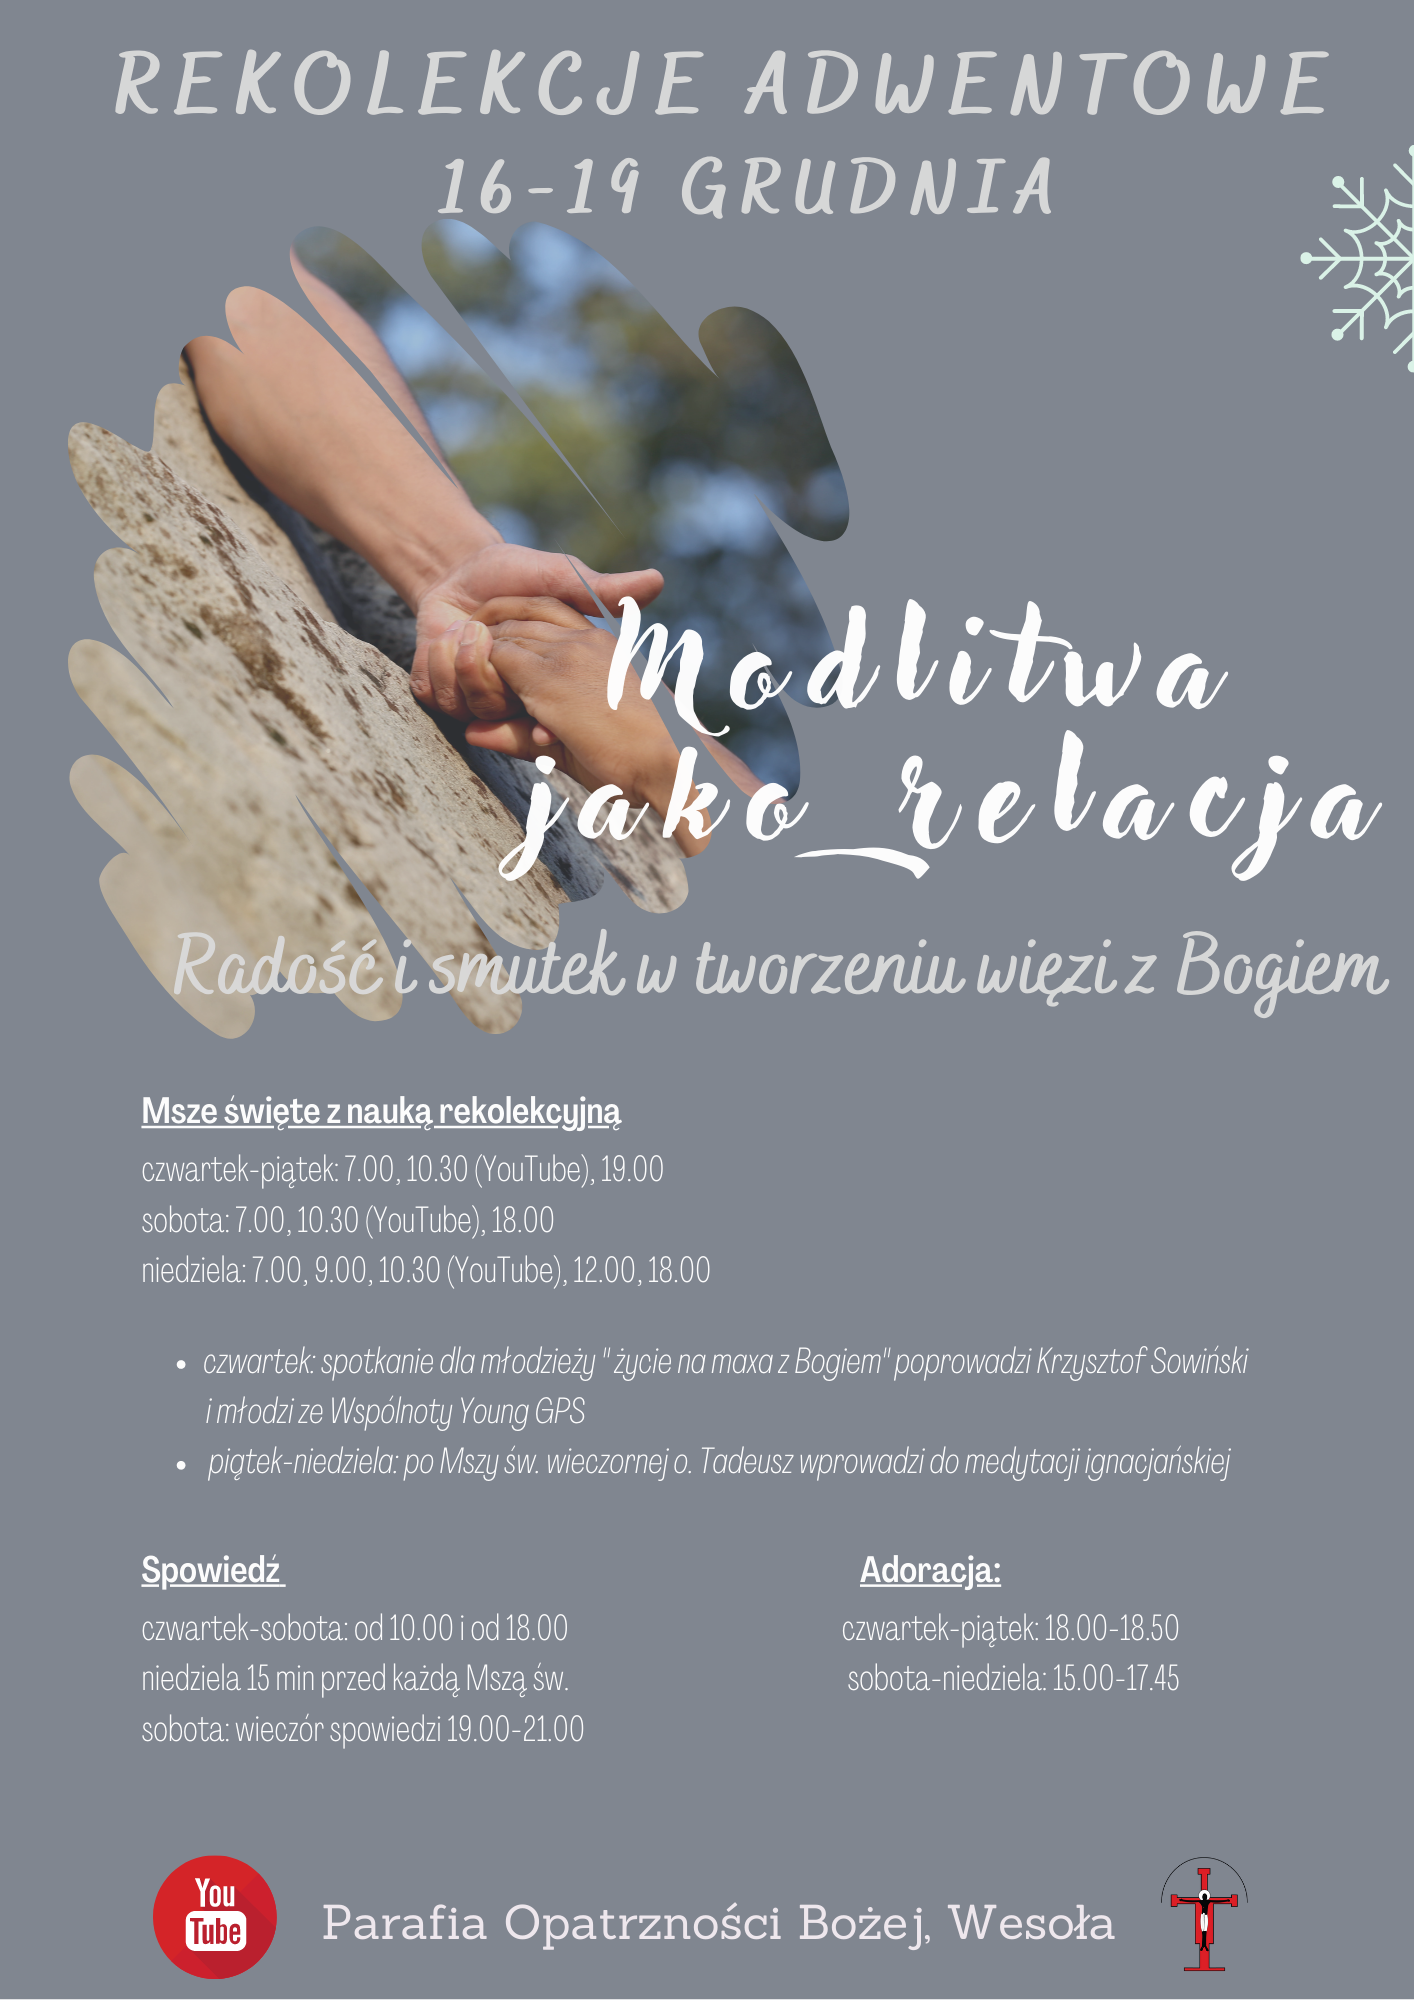 REKOLEKCJE ADWENTOWE
16-19 GRUDNIA
Modlitwa
jako relacja
Radość i smutek w tworzeniu więzi z Bogiem
Msze święte z nauką rekolekcyjną
czwartek-piątek: 7.00, 10.30 (YouTube), 19.00
sobota: 7.00, 10.30 (YouTube), 18.00
niedziela: 7.00, 9.00, 10.30 (YouTube), 12.00, 18.00
• czwartek: spotkanie dla młodzieży " życie na maxa z Bogiem" poprowadzi Krzysztof Sowiński
i młodzi ze Wspólnoty Young GPS
• piątek-niedziela: po Mszy św. wieczornej o. Tadeusz wprowadzi do medytacji ignacjańskiej
Spowiedź
czwartek-sobota: od 10.00 i od 18.00
niedziela 15 min przed każdą Mszą św.
sobota: wieczór spowiedzi 19.00-21.00
Adoracja:
czwartek-piątek: 18.00-18.50
sobota-niedziela: 15.00-17.45
You
Tube
Parafia Opatrzności Bożej, Wesoła